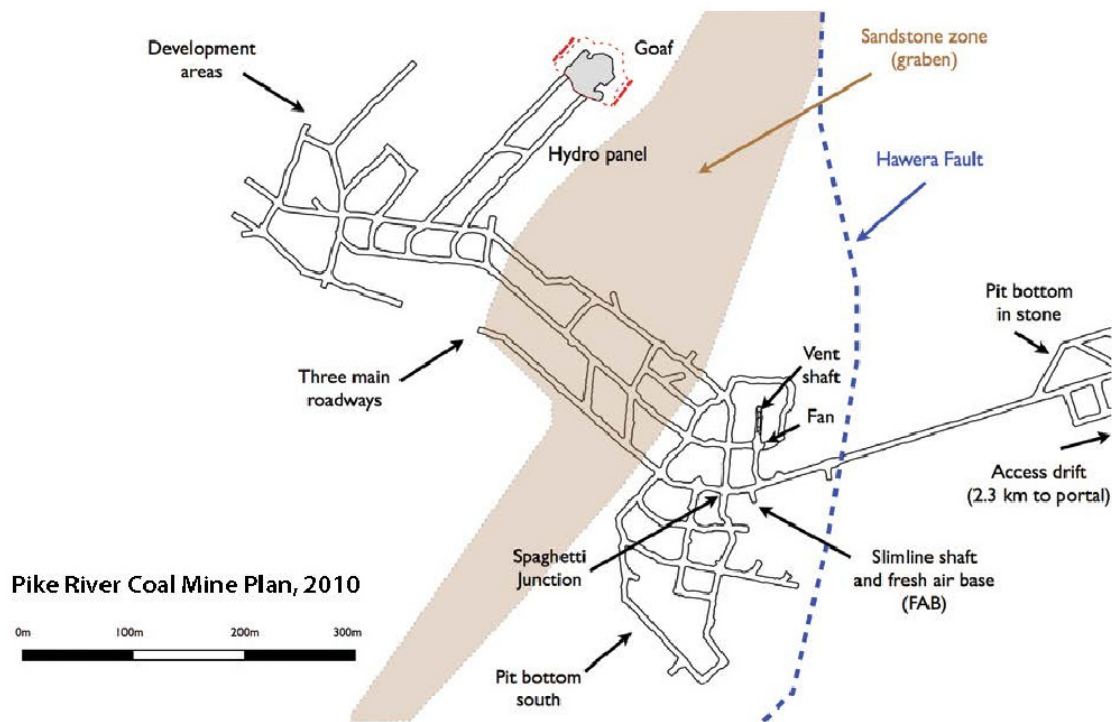 Development
areas
Goaf
Sandstone zone
(graben)
Hydro panel
Hawera Fault
Pit bottom
in stone
Three main
roadways
Vent
shaft
Fan
Access drift
(2.3 km to portal)
Spaghetti
Junction
Slimline shaft
and fresh air base
(FAB)
Pike River Coal Mine Plan, 2010
0m 100m 200m 300m
Pit bottom
south